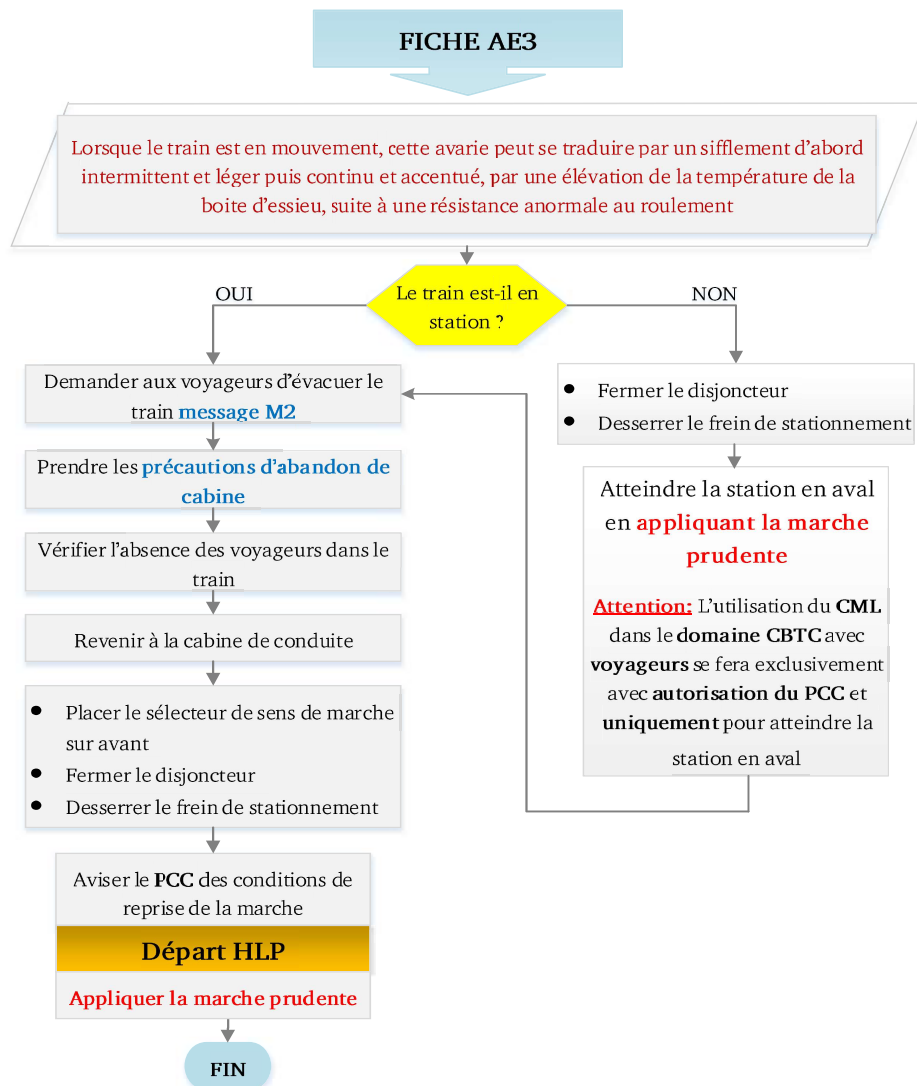 FICHE AE3
Lorsque le train est en mouvement, cette avarie peut se traduire par un sifflement d'abord
intermittent et léger puis continu et accentué, par une élévation de la température de la
boite d'essieu, suite à une résistance anormale au roulement
Le train est-il en
station ?
OUI
NON
Demander aux voyageurs d'évacuer le
train message M2
Prendre les précautions d'abandon de
cabine
Vérifier l'absence des voyageurs dans le
train
Revenir à la cabine de conduite
● Placer le sélecteur de sens de marche
sur avant
● Fermer le disjoncteur
● Desserrer le frein de stationnement
Aviser le PCC des conditions de
reprise de la marche
Départ HLP
Appliquer la marche prudente
FIN
● Fermer le disjoncteur
● Desserrer le frein de stationnement
Atteindre la station en aval
en appliquant la marche
prudente
Attention: L'utilisation du CML
dans le domaine CBTC avec
voyageurs se fera exclusivement
avec autorisation du PCC et
uniquement pour atteindre la
station en aval